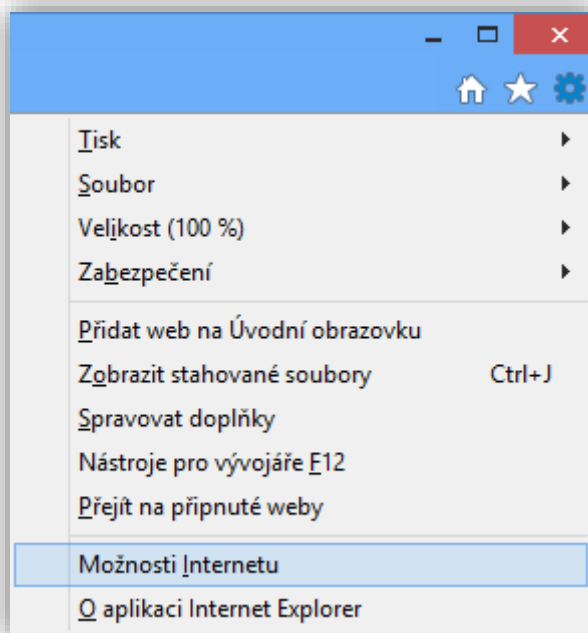 Tisk
Soubor
Velikost (100 %)
Zabezpečení
Přidat web na Úvodní obrazovku
Zobrazit stahované soubory Ctrl+J
Spravovat doplňky
Nástroje pro vývojáře F12
Přejít na připnuté weby
Možnosti Internetu
O aplikaci Internet Explorer